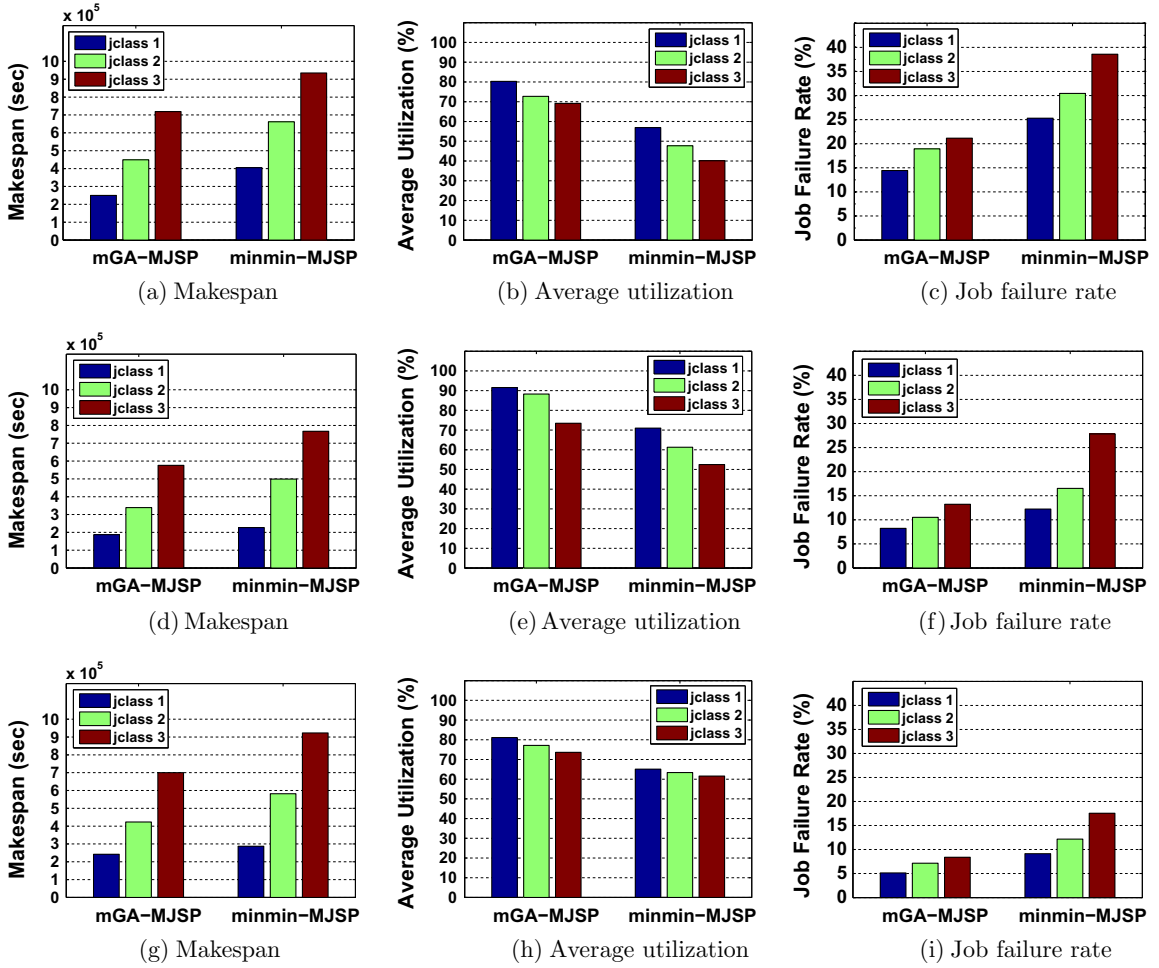 x 10^5
Makespan (sec)
10
9
8
7
6
5
4
3
2
1
0
jclass 1
jclass 2
jclass 3
mGA−MJSP minmin−MJSP
(a) Makespan
Average Utilization (%)
100
90
80
70
60
50
40
30
20
10
0
jclass 1
jclass 2
jclass 3
mGA−MJSP minmin−MJSP
(b) Average utilization
Job Failure Rate (%)
40
35
30
25
20
15
10
5
0
jclass 1
jclass 2
jclass 3
mGA−MJSP minmin−MJSP
(c) Job failure rate
x 10^5
Makespan (sec)
10
9
8
7
6
5
4
3
2
1
0
jclass 1
jclass 2
jclass 3
mGA−MJSP minmin−MJSP
(d) Makespan
Average Utilization (%)
100
90
80
70
60
50
40
30
20
10
0
jclass 1
jclass 2
jclass 3
mGA−MJSP minmin−MJSP
(e) Average utilization
Job Failure Rate (%)
40
35
30
25
20
15
10
5
0
jclass 1
jclass 2
jclass 3
mGA−MJSP minmin−MJSP
(f) Job failure rate
x 10^5
Makespan (sec)
10
9
8
7
6
5
4
3
2
1
0
jclass 1
jclass 2
jclass 3
mGA−MJSP minmin−MJSP
(g) Makespan
Average Utilization (%)
100
90
80
70
60
50
40
30
20
10
0
jclass 1
jclass 2
jclass 3
mGA−MJSP minmin−MJSP
(h) Average utilization
Job Failure Rate (%)
40
35
30
25
20
15
10
5
0
jclass 1
jclass 2
jclass 3
mGA−MJSP minmin−MJSP
(i) Job failure rate